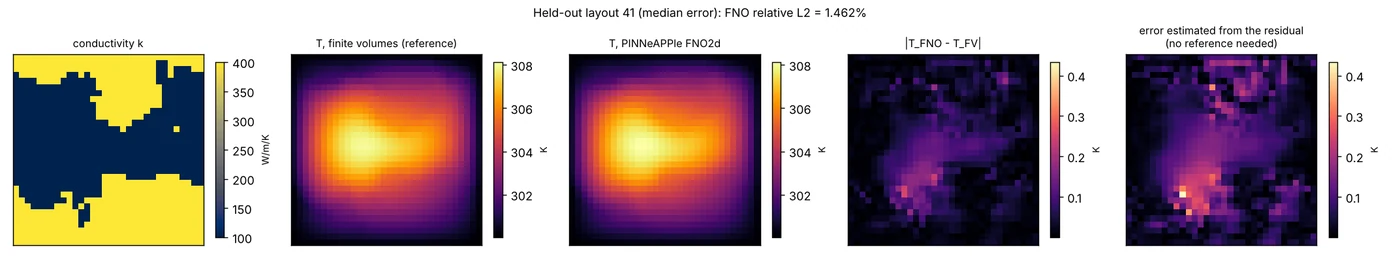 Held-out layout 41 (median error): FNO relative L2 = 1.462%
conductivity k
400
350
300
250
200
150
100
W/m/K
T, finite volumes (reference)
308
306
304
302
K
T, PINNeAPPle FNO2d
308
306
304
302
K
|T_FNO - T_FV|
0.4
0.3
0.2
0.1
K
error estimated from the residual
(no reference needed)
0.4
0.3
0.2
0.1
K